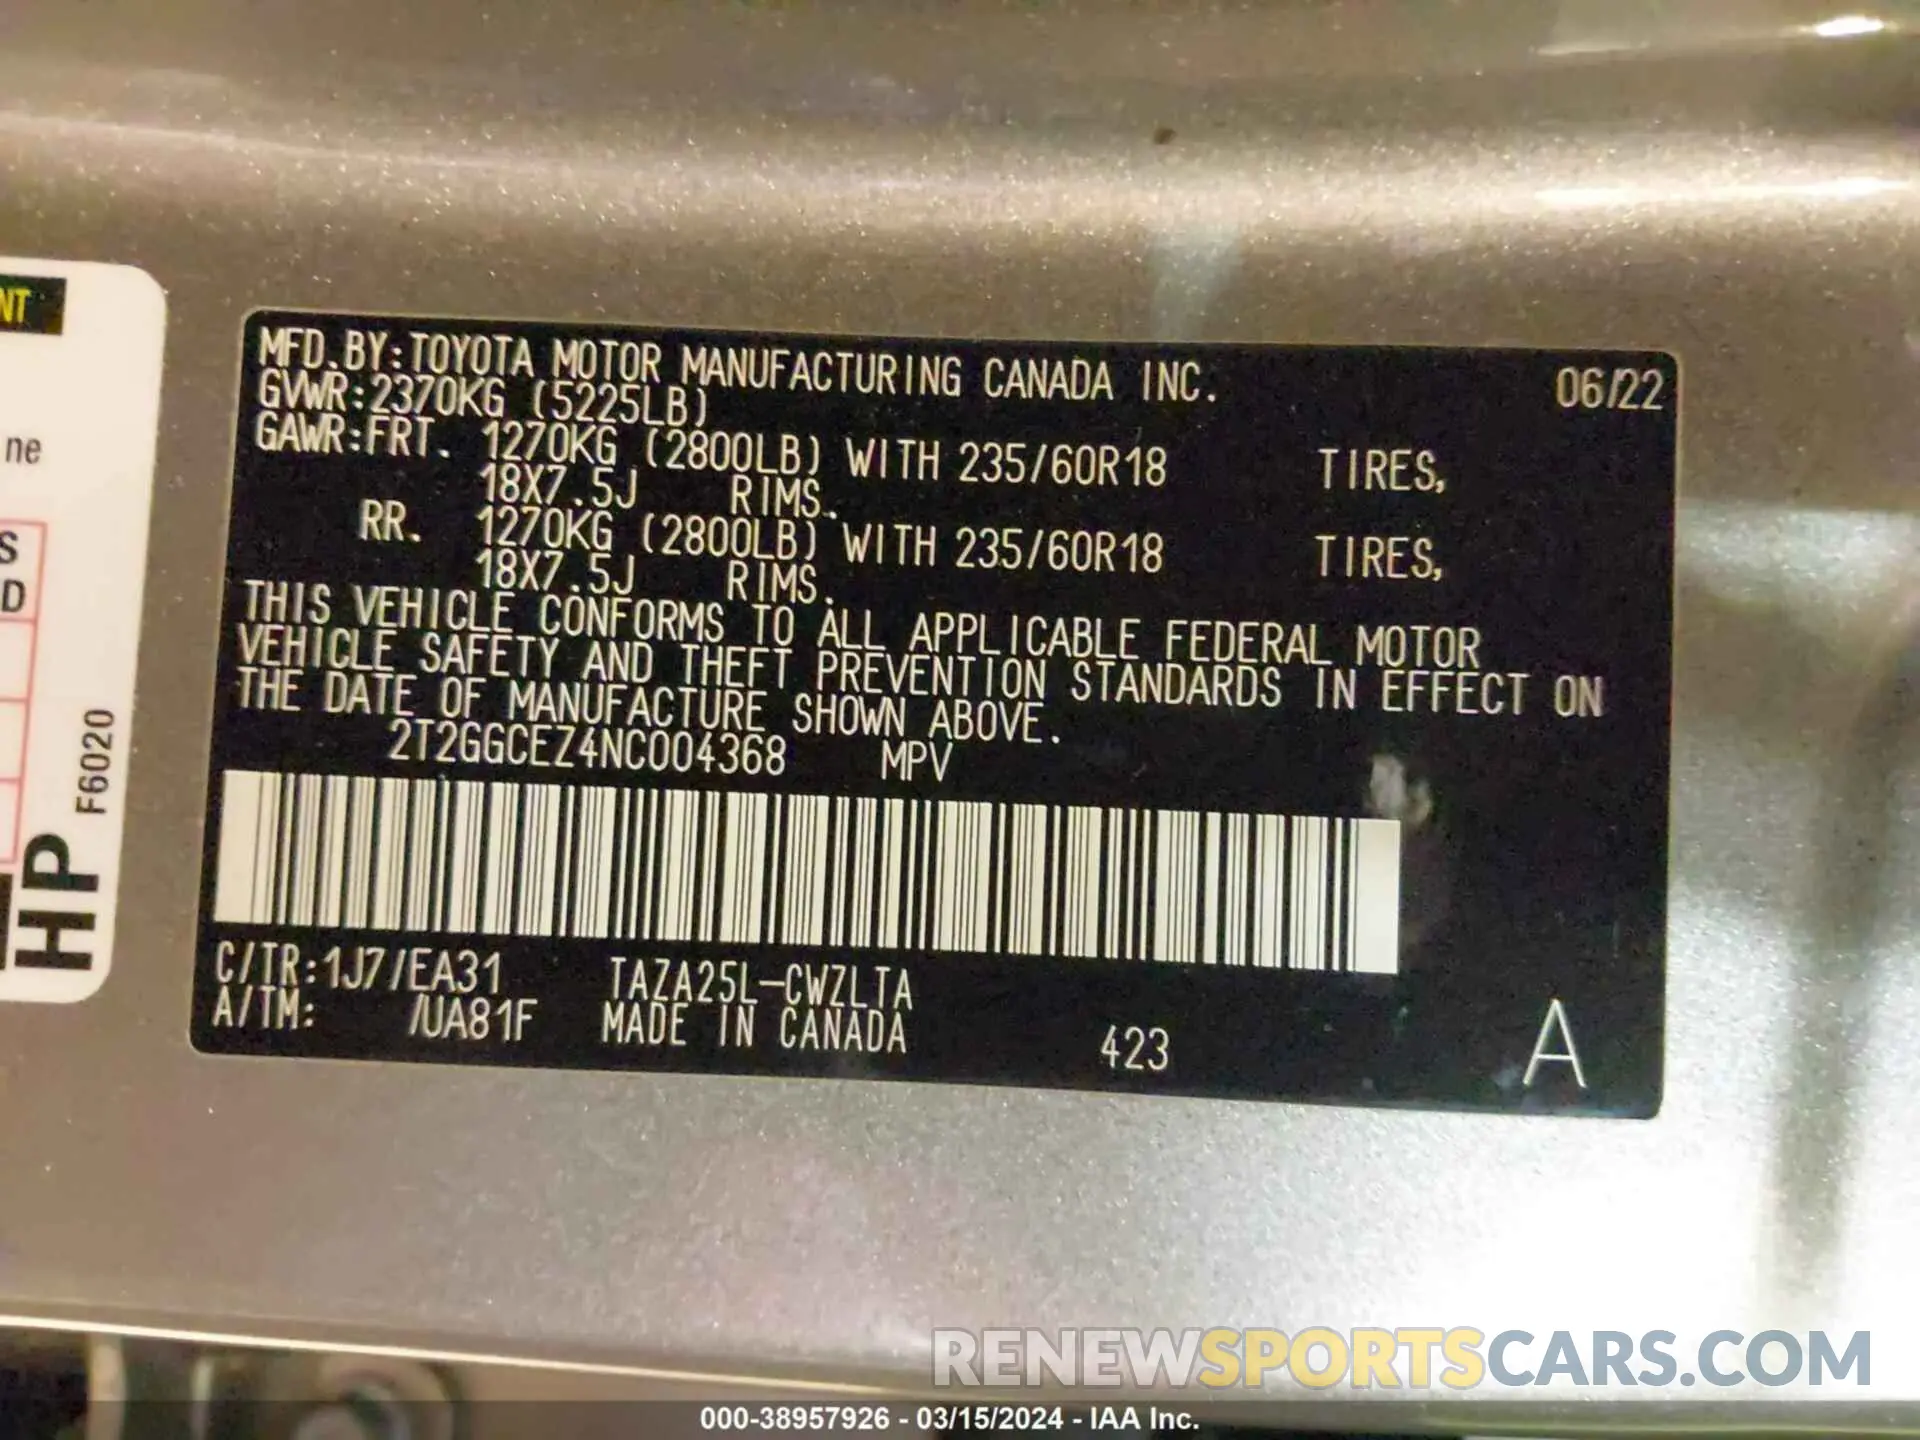 MFD.BY:TOYOTA MOTOR MANUFACTURING CANADA INC. 06/22
GVWR:2370KG (5225LB)
GAWR:FRT. 1270KG (2800LB) WITH 235/60R18 TIRES,
18X7.5J RIMS.
RR. 1270KG (2800LB) WITH 235/60R18 TIRES,
18X7.5J RIMS.
THIS VEHICLE CONFORMS TO ALL APPLICABLE FEDERAL MOTOR
VEHICLE SAFETY AND THEFT PREVENTION STANDARDS IN EFFECT ON
THE DATE OF MANUFACTURE SHOWN ABOVE.
2T2GGCEZ4NC004368 MPV
C/TR:1J7/EA31 TAZA25L-CWZLTA
A/TM: /UA81F MADE IN CANADA 423 A
NT
ne
S
D
F6020
HP
RENEWSPORTSCARS.COM
000-38957926 - 03/15/2024 - IAA Inc.